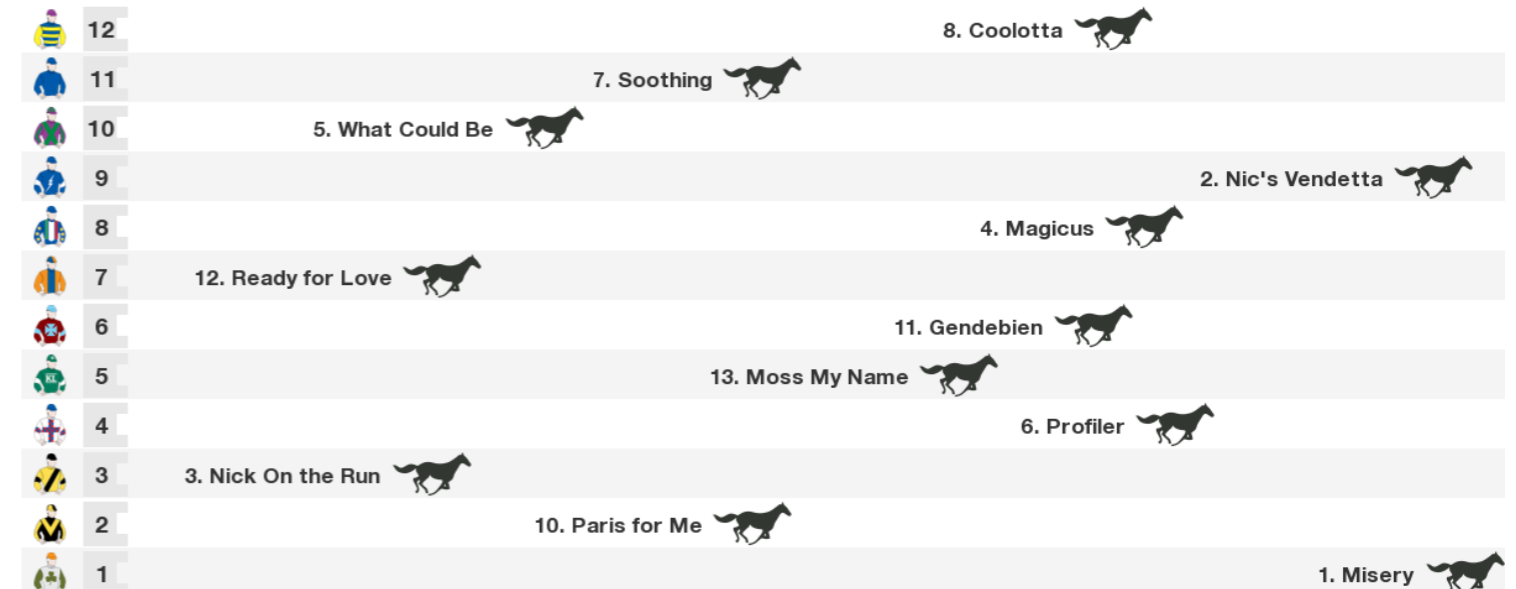 12 8. Coolotta
11 7. Soothing
10 5. What Could Be
9 2. Nic's Vendetta
8 4. Magicus
7 12. Ready for Love
6 11. Gendebien
KL 5 13. Moss My Name
4 6. Profiler
3 3. Nick On the Run
2 10. Paris for Me
1 1. Misery